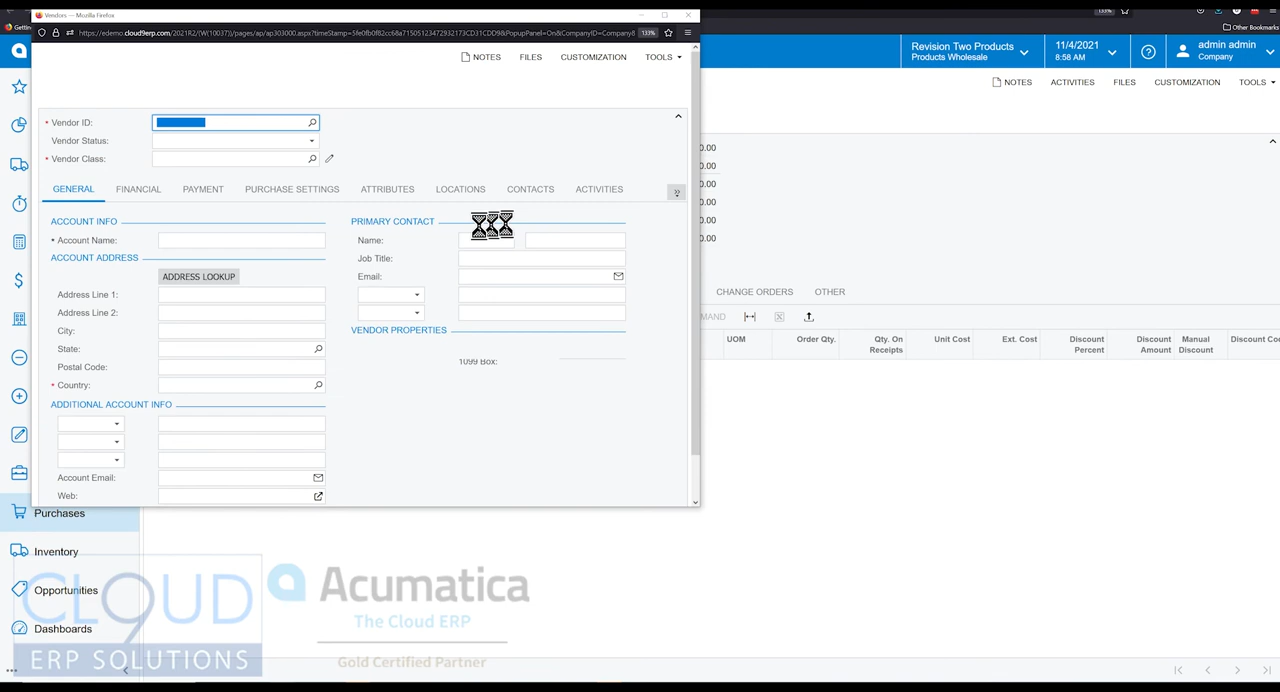 Vendors — Mozilla Firefox
133%
Getting
Other Bookmarks
https://edemo.cloud9erp.com/2021R2/(W(10037))/pages/ap/ap303000.aspx?timeStamp=5fe0fb0f82cc68a71505123472932173CD31CDD9&PopupPanel=On&CompanyID=Company8
133%
NOTES FILES CUSTOMIZATION TOOLS
Revision Two Products
Products Wholesale
11/4/2021
8:58 AM
admin admin
Company
NOTES ACTIVITIES FILES CUSTOMIZATION TOOLS
* Vendor ID:
Vendor Status:
* Vendor Class:
0.00
0.00
0.00
0.00
0.00
0.00
GENERAL FINANCIAL PAYMENT PURCHASE SETTINGS ATTRIBUTES LOCATIONS CONTACTS ACTIVITIES
ACCOUNT INFO
• Account Name:
ACCOUNT ADDRESS
ADDRESS LOOKUP
Address Line 1:
Address Line 2:
City:
State:
Postal Code:
* Country:
ADDITIONAL ACCOUNT INFO
Account Email:
Web:
PRIMARY CONTACT
Name:
Job Title:
Email:
VENDOR PROPERTIES
1099 Box:
CHANGE ORDERS OTHER
MAND
UOM
Order Qty.
Qty. On
Receipts
Unit Cost
Ext. Cost
Discount
Percent
Discount
Amount
Manual
Discount
Discount Co
Purchases
Inventory
Opportunities
Dashboards
CLOUD
9
ERP SOLUTIONS
Acumatica
The Cloud ERP
Gold Certified Partner